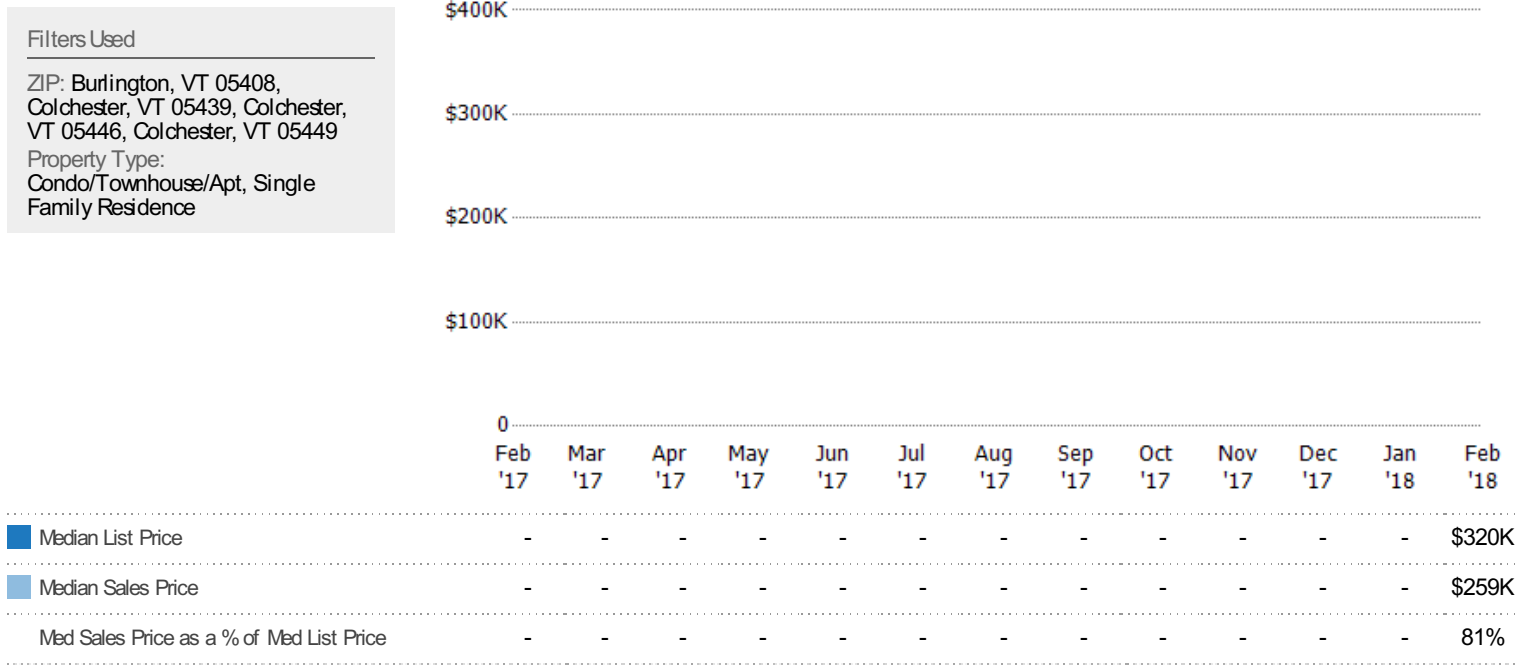 Filters Used
ZIP: Burlington, VT 05408,
Colchester, VT 05439, Colchester,
VT 05446, Colchester, VT 05449
Property Type:
Condo/Townhouse/Apt, Single
Family Residence
$400K
$300K
$200K
$100K
0
Feb Mar Apr May Jun Jul Aug Sep Oct Nov Dec Jan Feb
'17 '17 '17 '17 '17 '17 '17 '17 '17 '17 '17 '18 '18
Median List Price - - - - - - - - - - - - $320K
Median Sales Price - - - - - - - - - - - - $259K
Med Sales Price as a % of Med List Price - - - - - - - - - - - - 81%